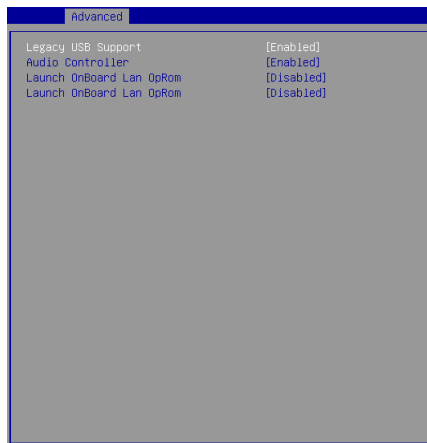 Advanced
Legacy USB Support [Enabled]
Audio Controller [Enabled]
Launch OnBoard Lan OpRom [Disabled]
Launch OnBoard Lan OpRom [Disabled]